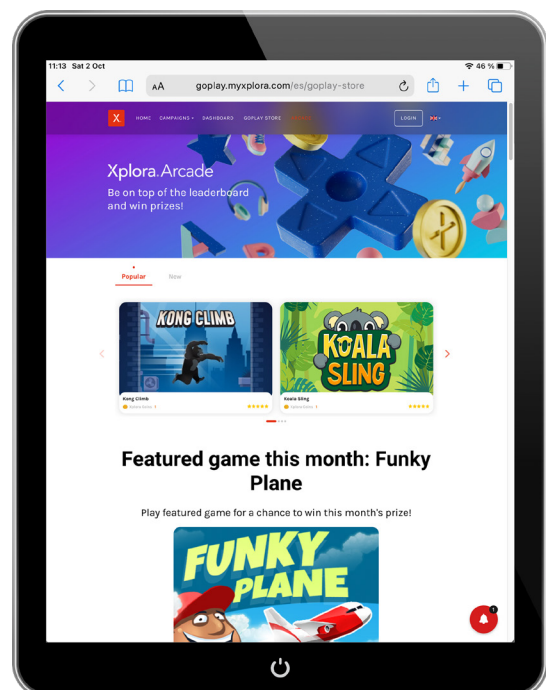 11:13 Sat 2 Oct
46 %
AA
goplay.myxplora.com/es/goplay-store
X
HOME
CAMPAIGNS
DASHBOARD
GOPLAY STORE
LOGIN
Xplora.Arcade
Be on top of the leaderboard
and win prizes!
Popular
New
KONG CLIMB
KOALA
SLING
Kong Climb
Koala Sling
Featured game this month: Funky
Plane
Play featured game for a chance to win this month's prize!
FUNKY
PLANE
1